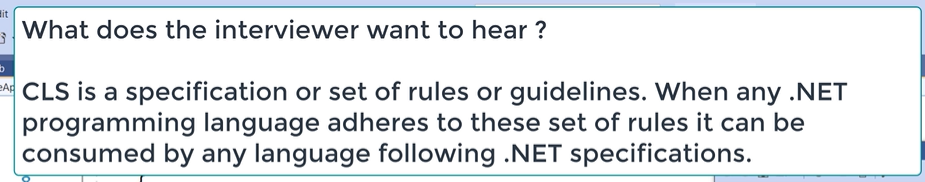 What does the interviewer want to hear ?
CLS is a specification or set of rules or guidelines. When any .NET
programming language adheres to these set of rules it can be
consumed by any language following .NET specifications.